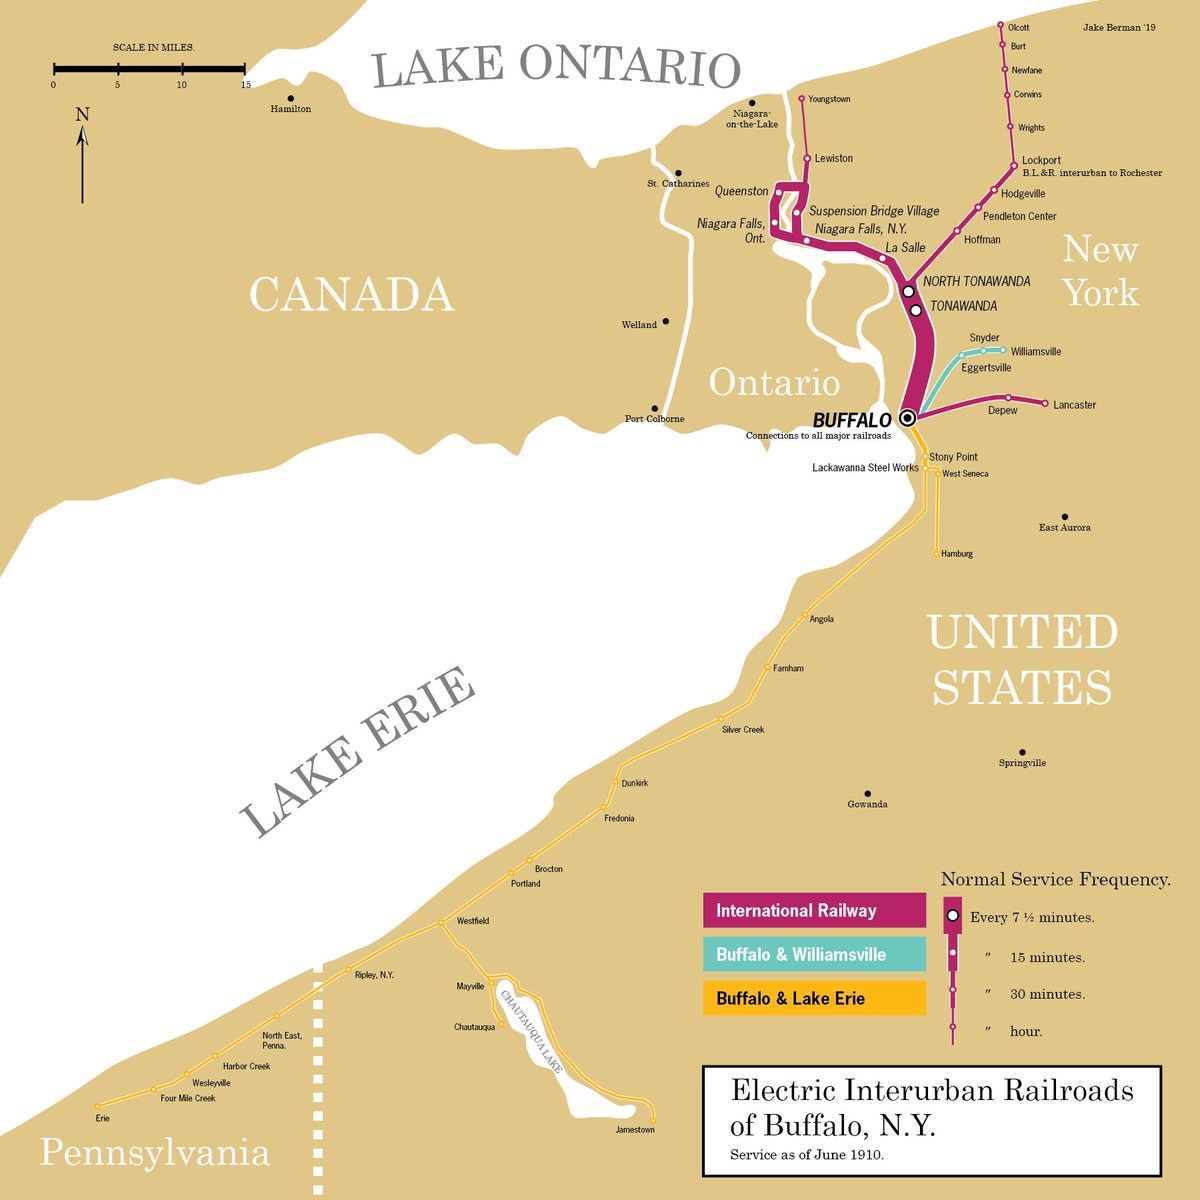 LAKE ONTARIO
Jake Berman '19
SCALE IN MILES.
0 5 10 15
N
Hamilton
Niagara-
on-the-Lake
St. Catharines
Welland
Port Colborne
CANADA
Ontario
New
York
Olcott
Burt
Newfane
Corwins
Wrights
Lockport
B.L.&R. interurban to Rochester
Hodgeville
Pendleton Center
Hoffman
Youngstown
Lewiston
Queenston
Suspension Bridge Village
Niagara Falls,
Ont.
Niagara Falls, N.Y.
La Salle
NORTH TONAWANDA
TONAWANDA
Snyder
Williamsville
Eggertsville
Depew
Lancaster
BUFFALO
Connections to all major railroads
Stony Point
Lackawanna Steel Works
West Seneca
Hamburg
East Aurora
UNITED
STATES
LAKE ERIE
Angola
Farnham
Silver Creek
Springville
Gowanda
Dunkirk
Fredonia
Brocton
Portland
Westfield
Ripley, N.Y.
Mayville
Chautauqua
CHAUTAUQUA LAKE
Jamestown
North East,
Penna.
Harbor Creek
Wesleyville
Four Mile Creek
Erie
Pennsylvania
International Railway
Buffalo & Williamsville
Buffalo & Lake Erie
Normal Service Frequency.
Every 7 ½ minutes.
" 15 minutes.
" 30 minutes.
" hour.
Electric Interurban Railroads
of Buffalo, N.Y.
Service as of June 1910.